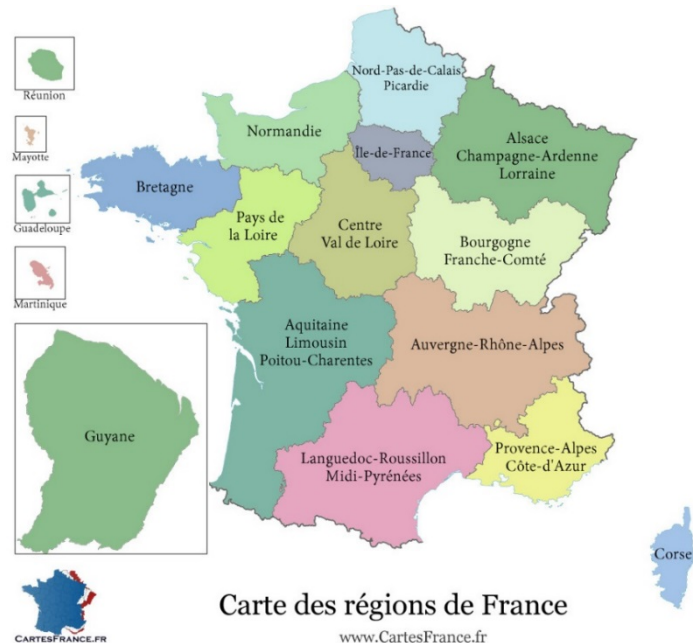 Nord-Pas-de-Calais
Picardie
Réunion
Normandie
Île-de-France
Alsace
Champagne-Ardenne
Lorraine
Mayotte
Bretagne
Guadeloupe
Pays de
la Loire
Centre
Val de Loire
Bourgogne
Franche-Comté
Martinique
Aquitaine
Limousin
Poitou-Charentes
Auvergne-Rhône-Alpes
Guyane
Languedoc-Roussillon
Midi-Pyrénées
Provence-Alpes
Côte-d'Azur
Corse
CARTESFRANCE.FR
Carte des régions de France
www.CartesFrance.fr